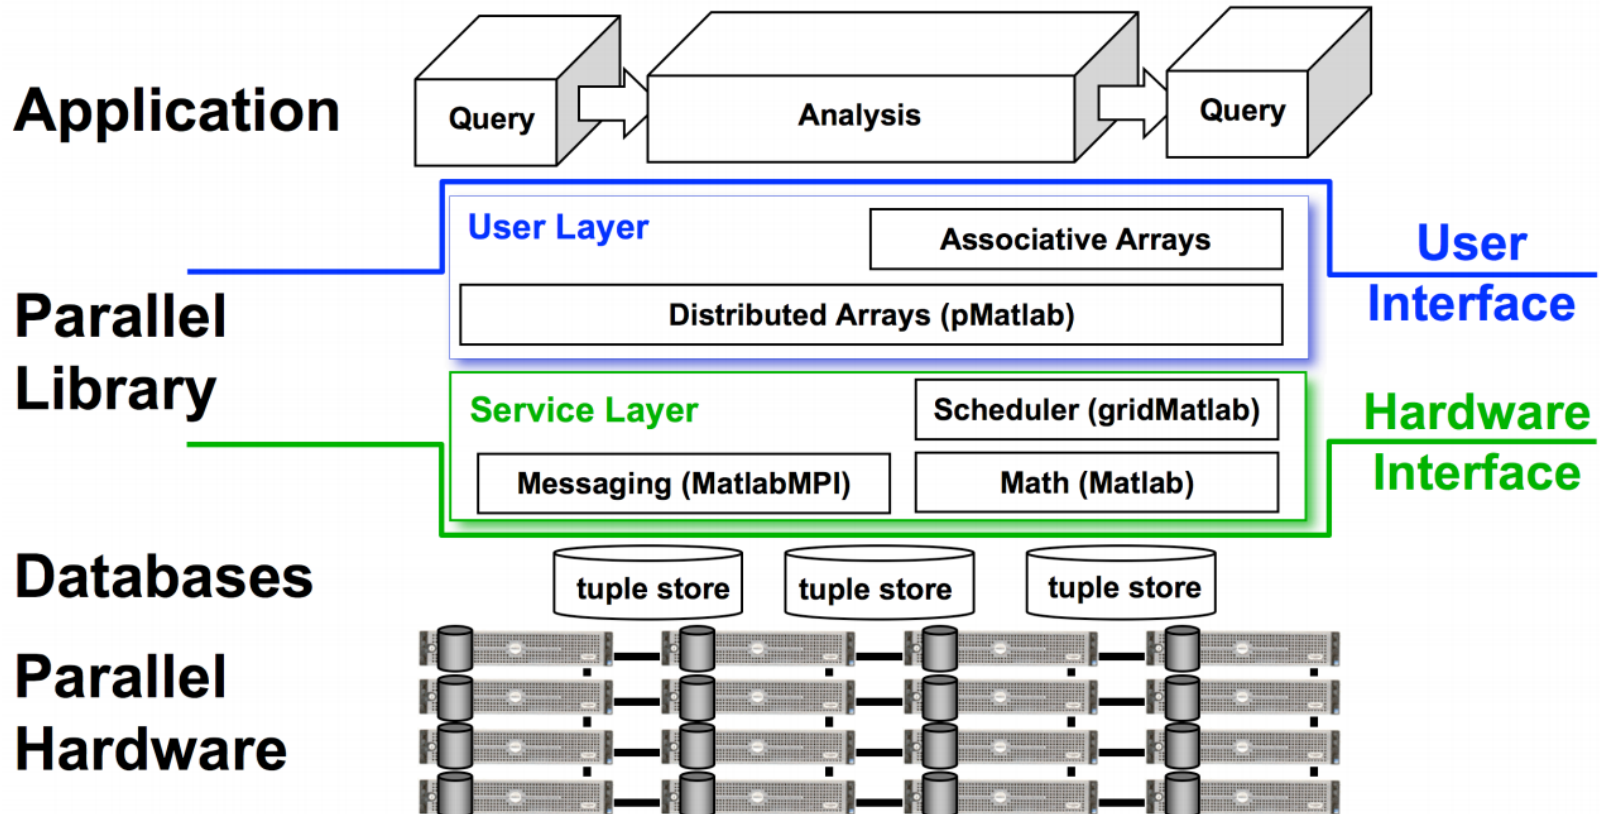 Application
Query
Analysis
Query
User Layer
Associative Arrays
Distributed Arrays (pMatlab)
User
Interface
Parallel
Library
Service Layer
Scheduler (gridMatlab)
Messaging (MatlabMPI)
Math (Matlab)
Hardware
Interface
Databases
tuple store
tuple store
tuple store
Parallel
Hardware